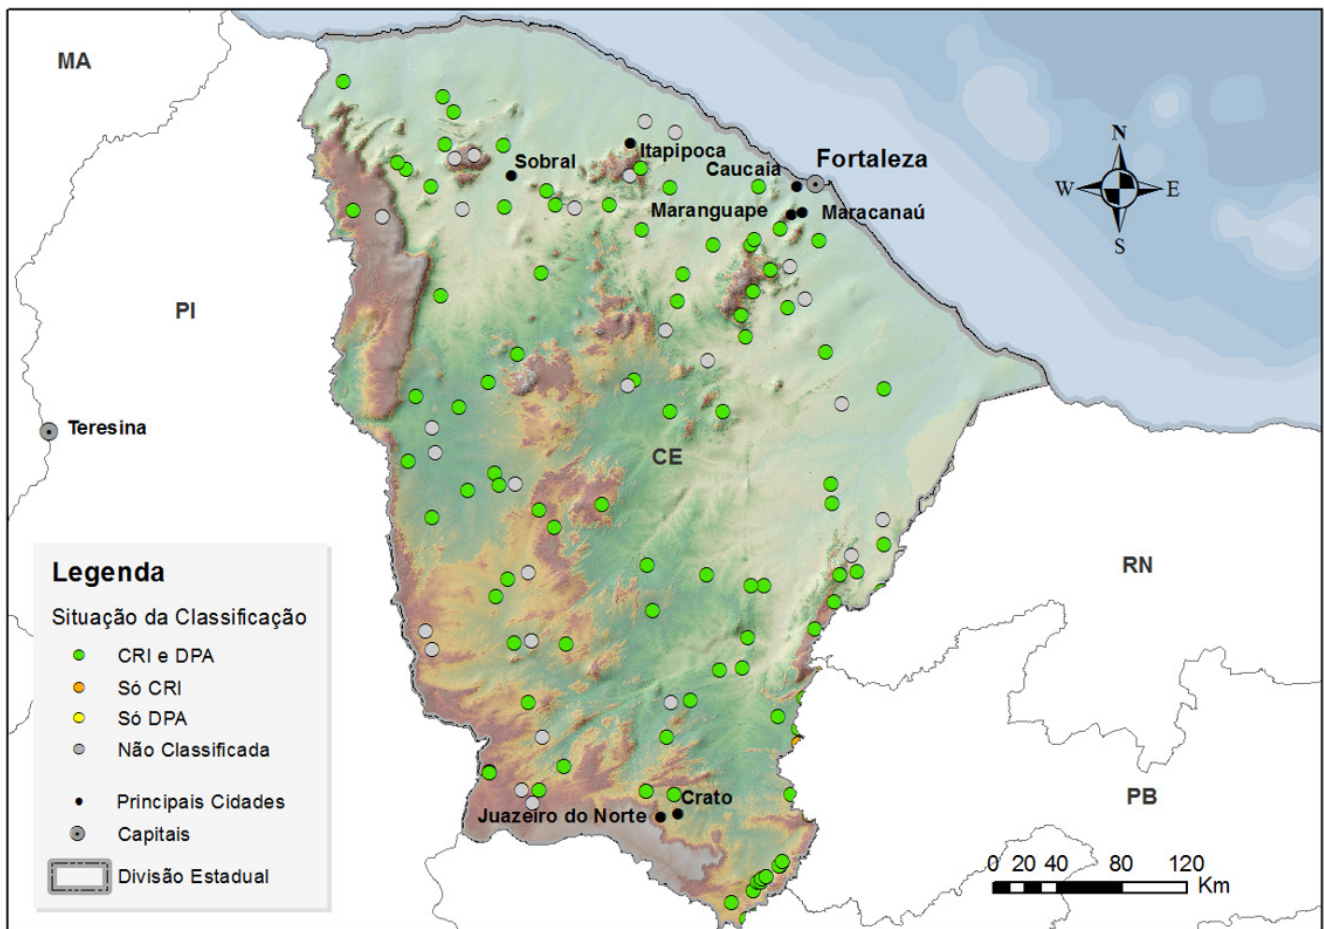 MA
N
Itapipoca
Fortaleza
Sobral
Caucaia
W
E
Maranguape
Maracanaú
S
PI
Teresina
CE
RN
Legenda
Situação da Classificação
CRI e DPA
Só CRI
Só DPA
Não Classificada
Principais Cidades
Capitais
Divisão Estadual
Crato
Juazeiro do Norte
PB
0 20 40 80 120
Km